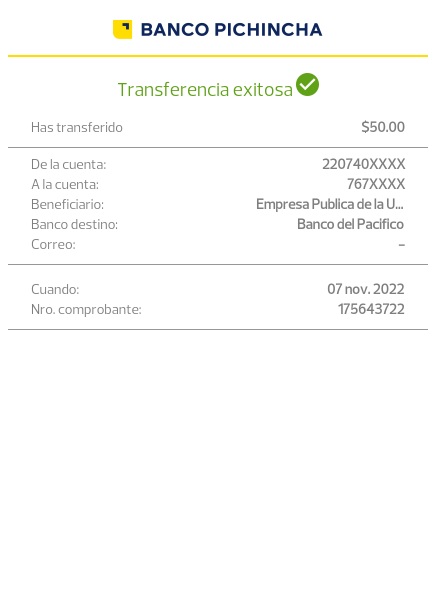 BANCO PICHINCHA
Transferencia exitosa
Has transferido $50.00
De la cuenta: 220740XXXX
A la cuenta: 767XXXX
Beneficiario: Empresa Publica de la U...
Banco destino: Banco del Pacifico
Correo: –
Cuando: 07 nov. 2022
Nro. comprobante: 175643722